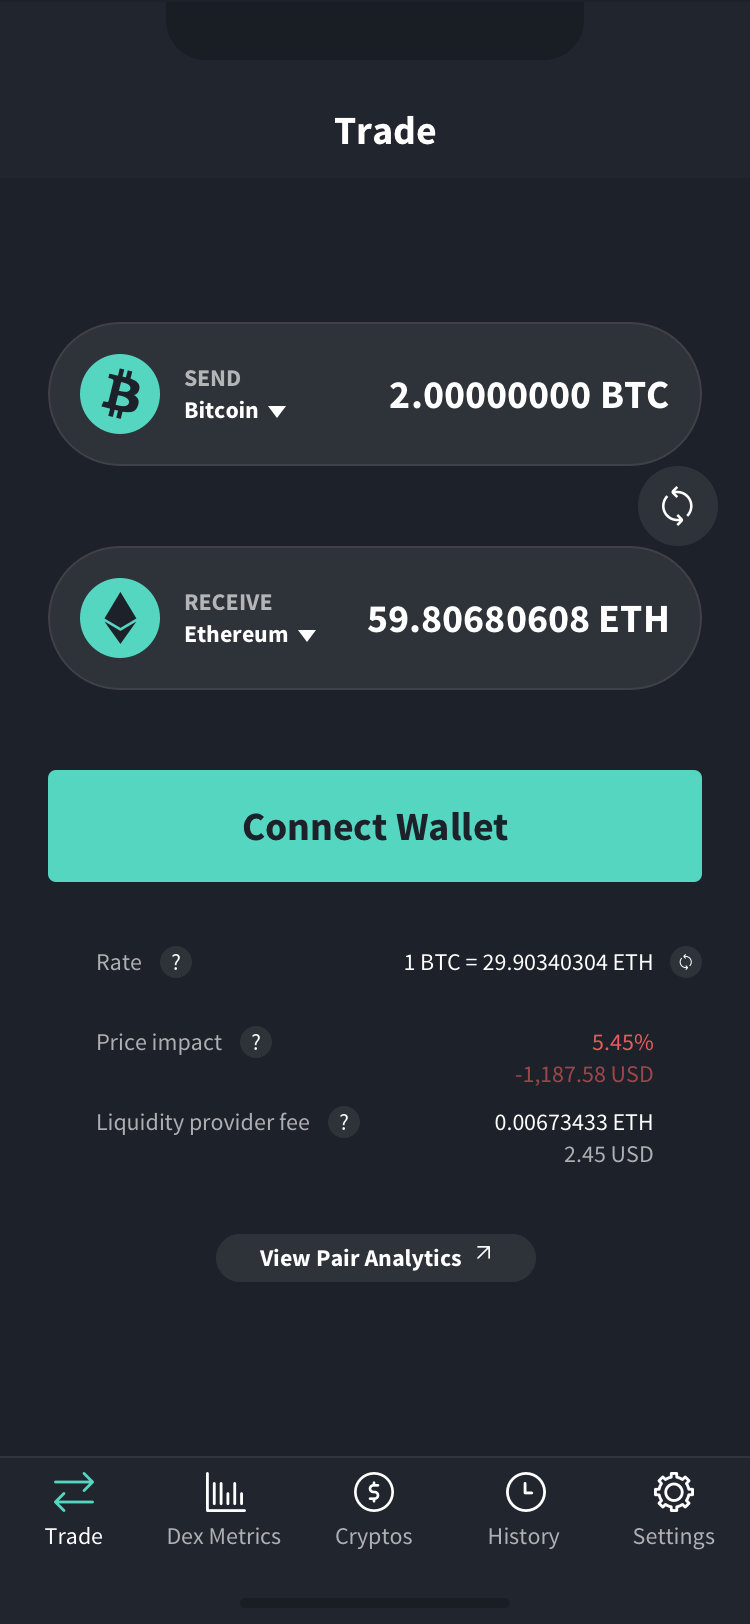 Trade
SEND
Bitcoin
2.00000000 BTC
RECEIVE
Ethereum
59.80680608 ETH
Connect Wallet
Rate ? 1 BTC = 29.90340304 ETH
Price impact ? 5.45%
-1,187.58 USD
Liquidity provider fee ? 0.00673433 ETH
2.45 USD
View Pair Analytics
Trade Dex Metrics Cryptos History Settings